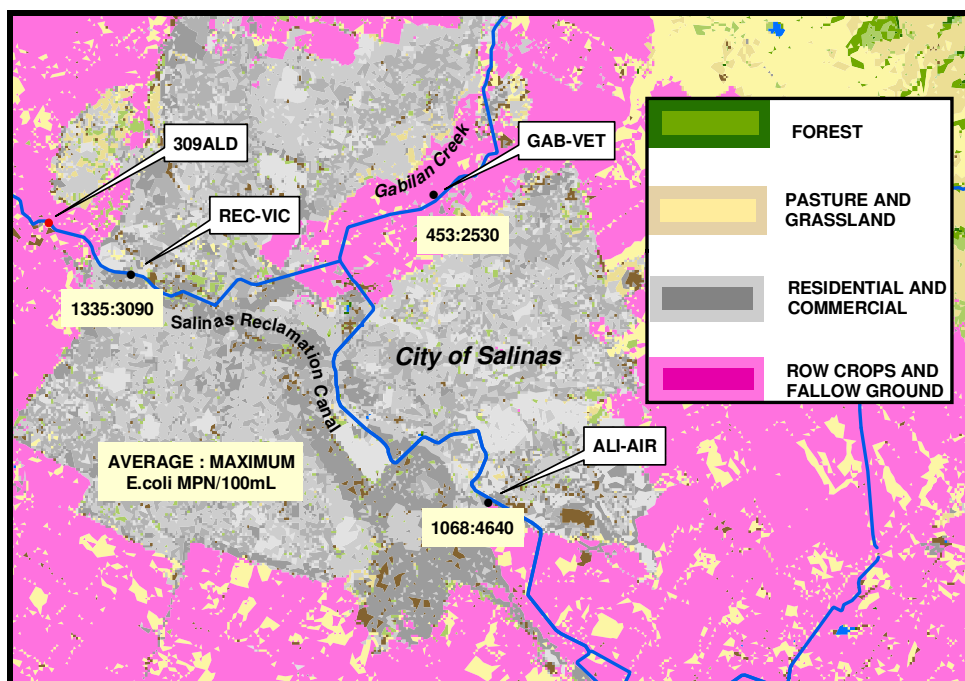 309ALD
GAB-VET
Gabilan Creek
REC-VIC
453:2530
1335:3090
Salinas Reclamation Canal
City of Salinas
ALI-AIR
AVERAGE : MAXIMUM
E.coli MPN/100mL
1068:4640
FOREST
PASTURE AND
GRASSLAND
RESIDENTIAL AND
COMMERCIAL
ROW CROPS AND
FALLOW GROUND